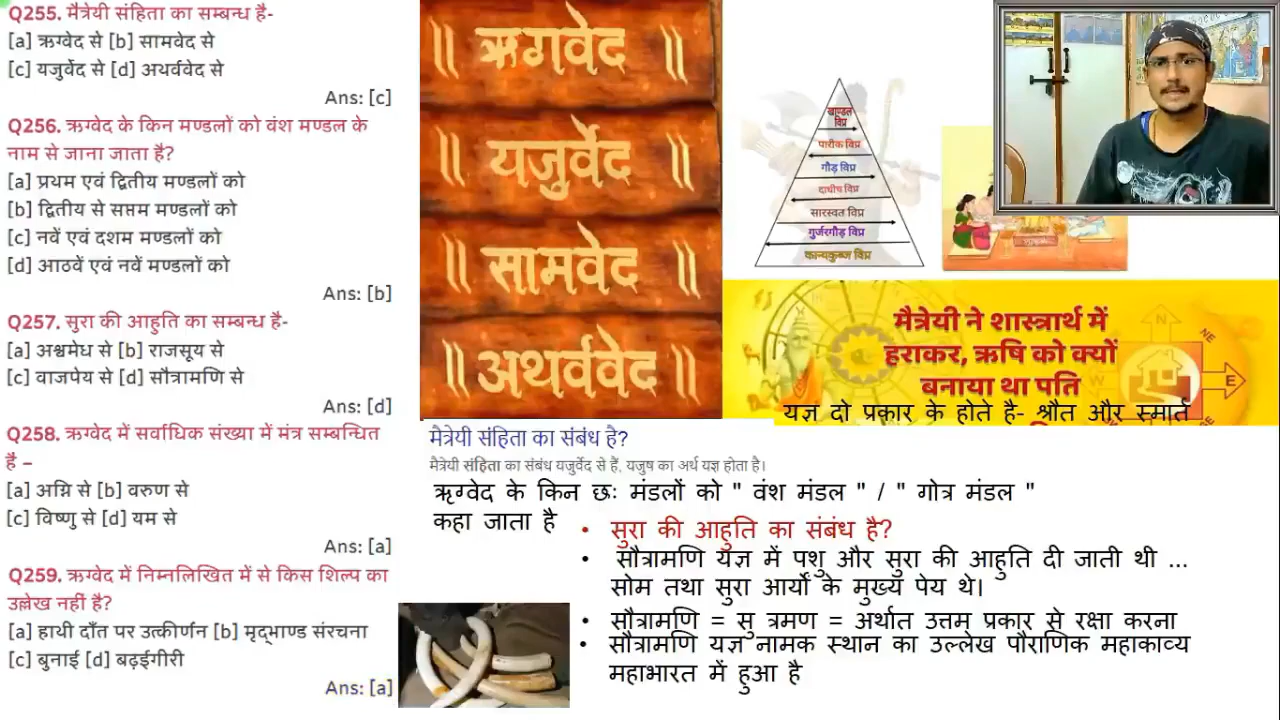 Q255. मैत्रेयी संहिता का सम्बन्ध है-
[a] ऋग्वेद से [b] सामवेद से
[c] यजुर्वेद से [d] अथर्ववेद से
Ans: [c]
Q256. ऋग्वेद के किन मण्डलों को वंश मण्डल के
नाम से जाना जाता है?
[a] प्रथम एवं द्वितीय मण्डलों को
[b] द्वितीय से सप्तम मण्डलों को
[c] नवें एवं दशम मण्डलों को
[d] आठवें एवं नवें मण्डलों को
Ans: [b]
Q257. सुरा की आहुति का सम्बन्ध है-
[a] अश्वमेध से [b] राजसूय से
[c] वाजपेय से [d] सौत्रामणि से
Ans: [d]
Q258. ऋग्वेद में सर्वाधिक संख्या में मंत्र सम्बन्धित
है –
[a] अग्नि से [b] वरुण से
[c] विष्णु से [d] यम से
Ans: [a]
Q259. ऋग्वेद में निम्नलिखित में से किस शिल्प का
उल्लेख नहीं है?
[a] हाथी दाँत पर उत्कीर्णन [b] मृद्भाण्ड संरचना
[c] बुनाई [d] बढ़ईगीरी
Ans: [a]
|| ऋगवेद ||
|| यजुर्वेद ||
|| सामवेद ||
|| अथर्ववेद ||
विप्र
पारीक विप्र
गौड़ विप्र
दाधीच विप्र
सारस्वत विप्र
गुर्जरगौड़ विप्र
कान्यकुब्ज विप्र
मैत्रेयी ने शास्त्रार्थ में
हराकर, ऋषि को क्यों
बनाया था पति
N
NE
W
E
यज्ञ दो प्रकार के होते है- श्रौत और स्मार्त
मैत्रेयी संहिता का संबंध है?
मैत्रेयी संहिता का संबंध यजुर्वेद से हैं, यजुष का अर्थ यज्ञ होता है।
ऋग्वेद के किन छः मंडलों को " वंश मंडल " / " गोत्र मंडल "
कहा जाता है
• सुरा की आहुति का संबंध है?
• सौत्रामणि यज्ञ में पशु और सुरा की आहुति दी जाती थी ...
सोम तथा सुरा आर्यों के मुख्य पेय थे।
• सौत्रामणि = सु त्रमण = अर्थात उत्तम प्रकार से रक्षा करना
• सौत्रामणि यज्ञ नामक स्थान का उल्लेख पौराणिक महाकाव्य
महाभारत में हुआ है